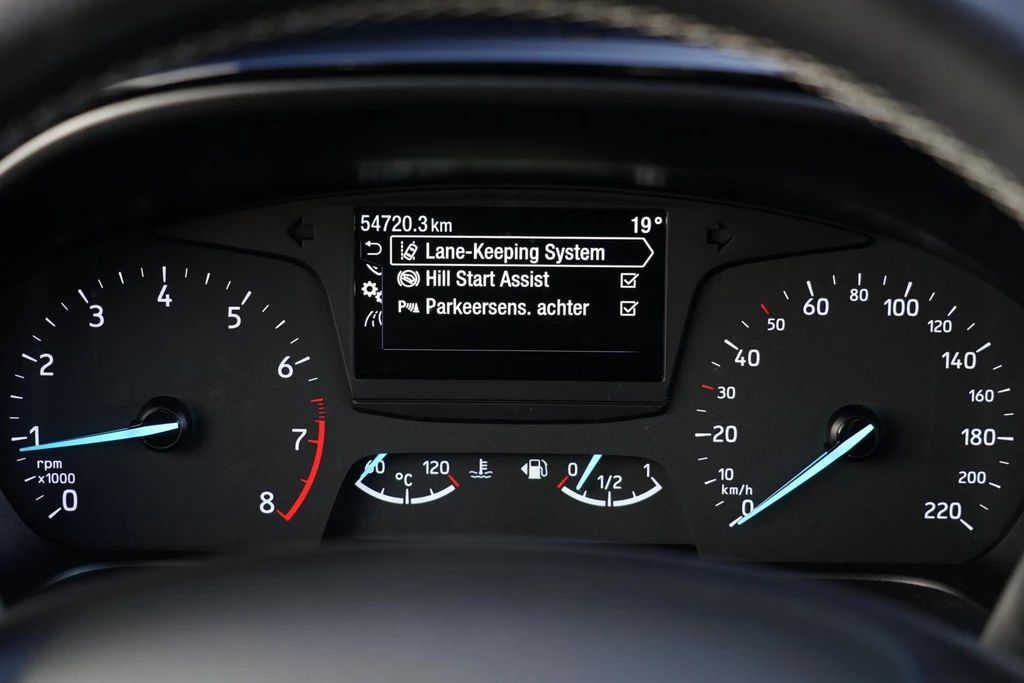 54720.3 km 19°
Lane-Keeping System
Hill Start Assist
P Parkeersens. achter
0
1
2
3
4
5
6
7
8
rpm
x1000
60 °C 120
0 1/2 1
0
10
20
30
40
50
60
80
100
120
140
160
180
200
220
km/h